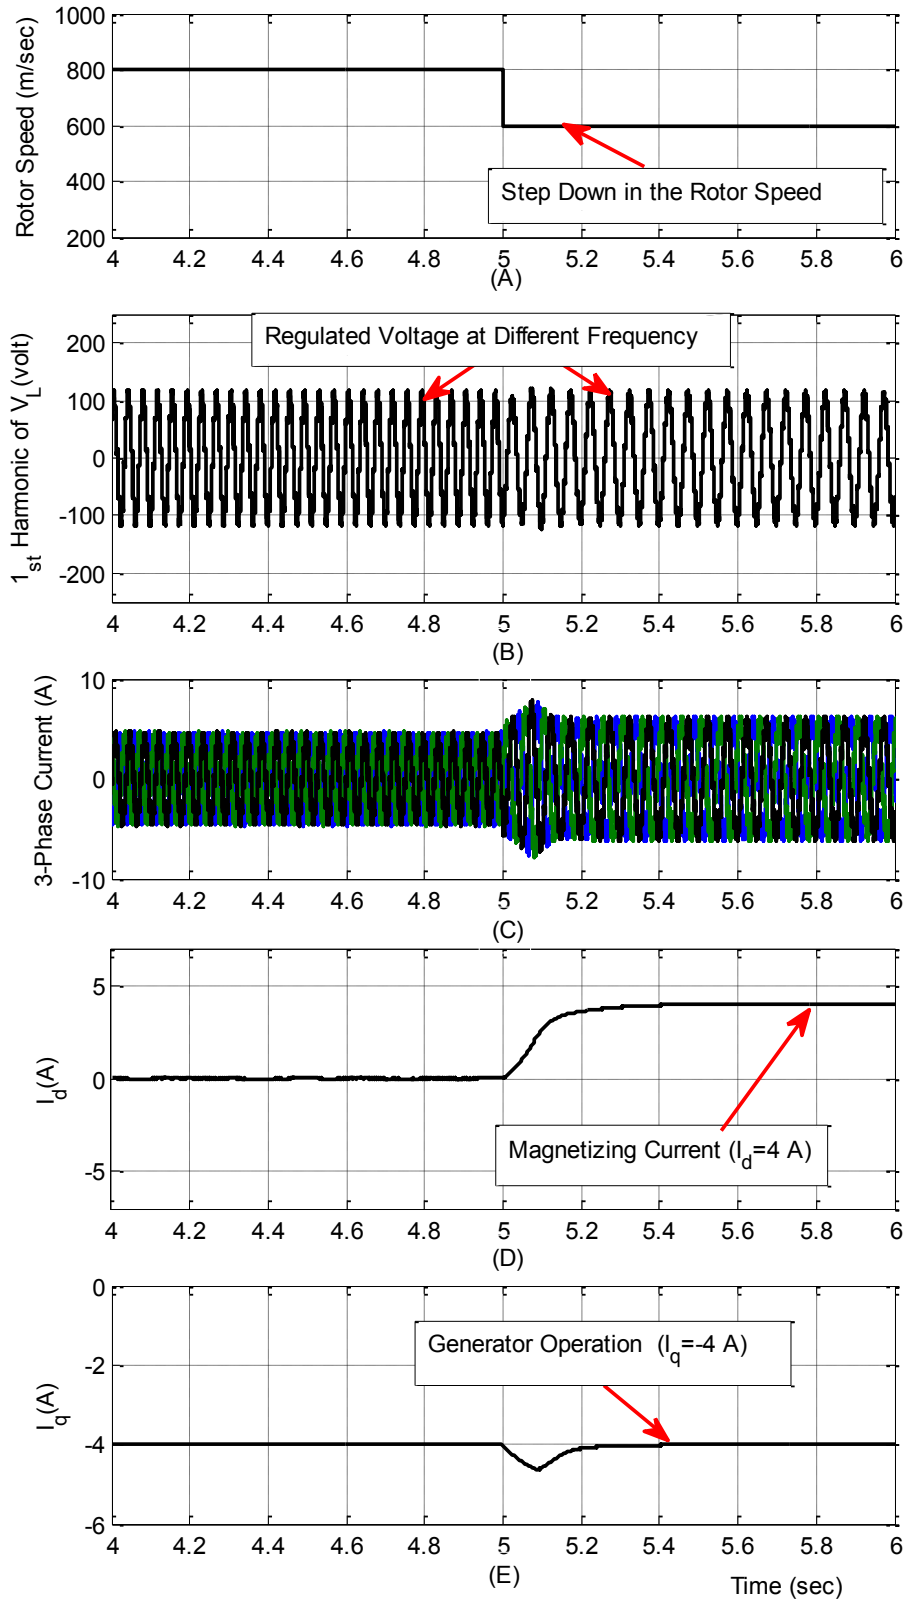 Rotor Speed (m/sec)
1000
800
600
400
200
Step Down in the Rotor Speed
4 4.2 4.4 4.6 4.8 5 5.2 5.4 5.6 5.8 6
(A)
1st Harmonic of VL(volt)
200
100
0
-100
-200
Regulated Voltage at Different Frequency
4 4.2 4.4 4.6 4.8 5 5.2 5.4 5.6 5.8 6
(B)
3-Phase Current (A)
10
0
-10
4 4.2 4.4 4.6 4.8 5 5.2 5.4 5.6 5.8 6
(C)
Id(A)
5
0
-5
Magnetizing Current (Id=4 A)
4 4.2 4.4 4.6 4.8 5 5.2 5.4 5.6 5.8 6
(D)
Iq(A)
0
-2
-4
-6
Generator Operation (Iq=-4 A)
4 4.2 4.4 4.6 4.8 5 5.2 5.4 5.6 5.8 6
(E)
Time (sec)